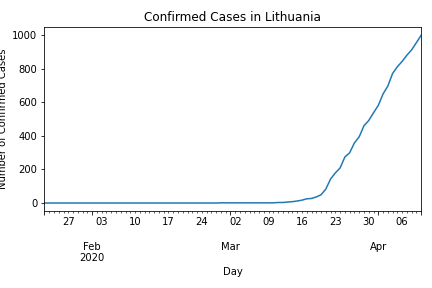 Confirmed Cases in Lithuania
Number of Confirmed Cases
1000
800
600
400
200
0
27 03 10 17 24 02 09 16 23 30 06
Feb Mar Apr
2020
Day